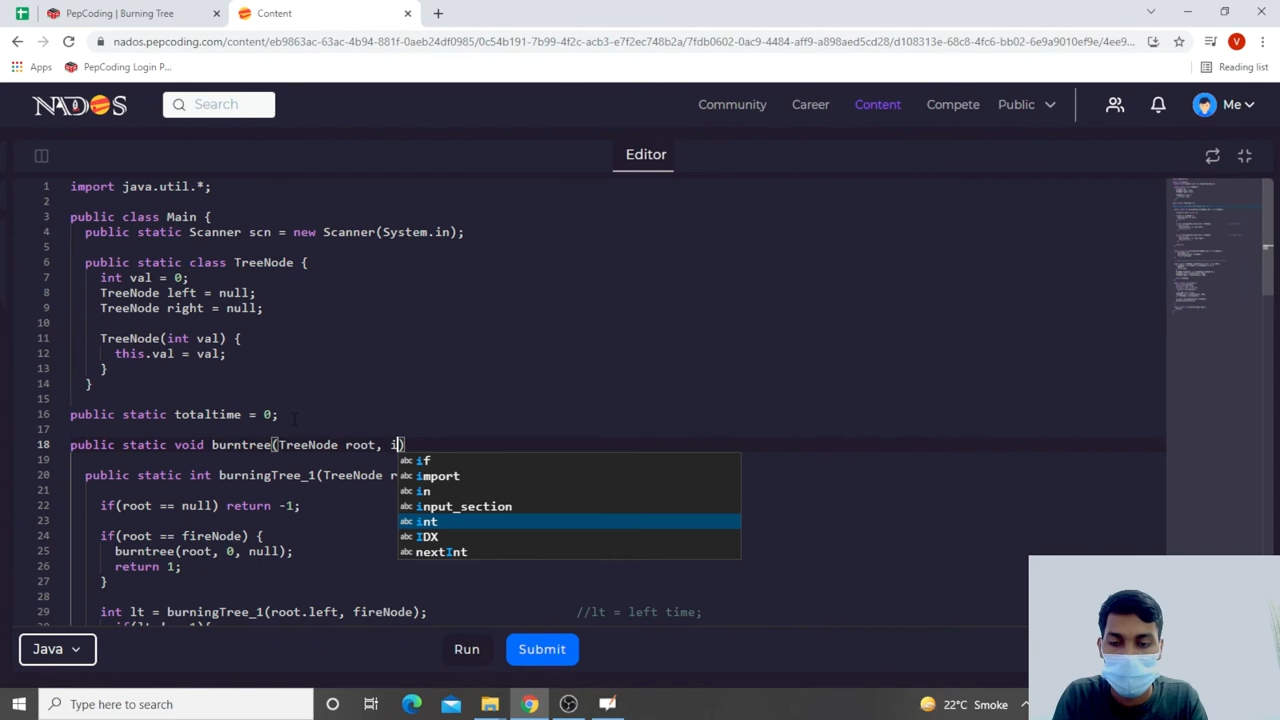 PepCoding | Burning Tree
Content
nados.pepcoding.com/content/eb9863ac-63ac-4b94-881f-0aeb24df0985/0c54b191-7b99-4f2c-acb3-e7f2ec748b2a/7fdb0602-0ac9-4484-aff9-a898aed5cd28/d108313e-68c8-4fc6-bb02-6e9a9010ef9e/4ee9...
Apps
PepCoding Login P...
Reading list
NADOS
Search
Community
Career
Content
Compete
Public
Me
Editor
1 import java.util.*;
2
3 public class Main {
4 public static Scanner scn = new Scanner(System.in);
5
6 public static class TreeNode {
7 int val = 0;
8 TreeNode left = null;
9 TreeNode right = null;
10
11 TreeNode(int val) {
12 this.val = val;
13 }
14 }
15
16 public static totaltime = 0;
17
18 public static void burntree(TreeNode root, i)
19
20 public static int burningTree_1(TreeNode r
21
22 if(root == null) return -1;
23
24 if(root == fireNode) {
25 burntree(root, 0, null);
26 return 1;
27 }
28
29 int lt = burningTree_1(root.left, fireNode); //lt = left time;
abc if
abc import
abc in
abc input_section
abc int
abc IDX
abc nextInt
Java
Run
Submit
Type here to search
22°C Smoke